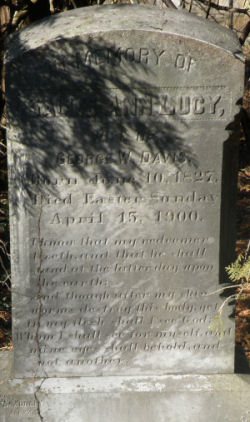 IN MEMORY OF
ANN LUCY,
GEORGE W. DAVIS,
Born June 10, 1827.
Died Easter Sunday
April 15, 1900.
I know that my redeemer
liveth, and that he shall
stand at the latter day upon
the earth:
and though after my skin
worms destroy this body, yet
in my flesh shall I see God:
Whom I shall see for myself, and
mine eyes shall behold, and
not another.